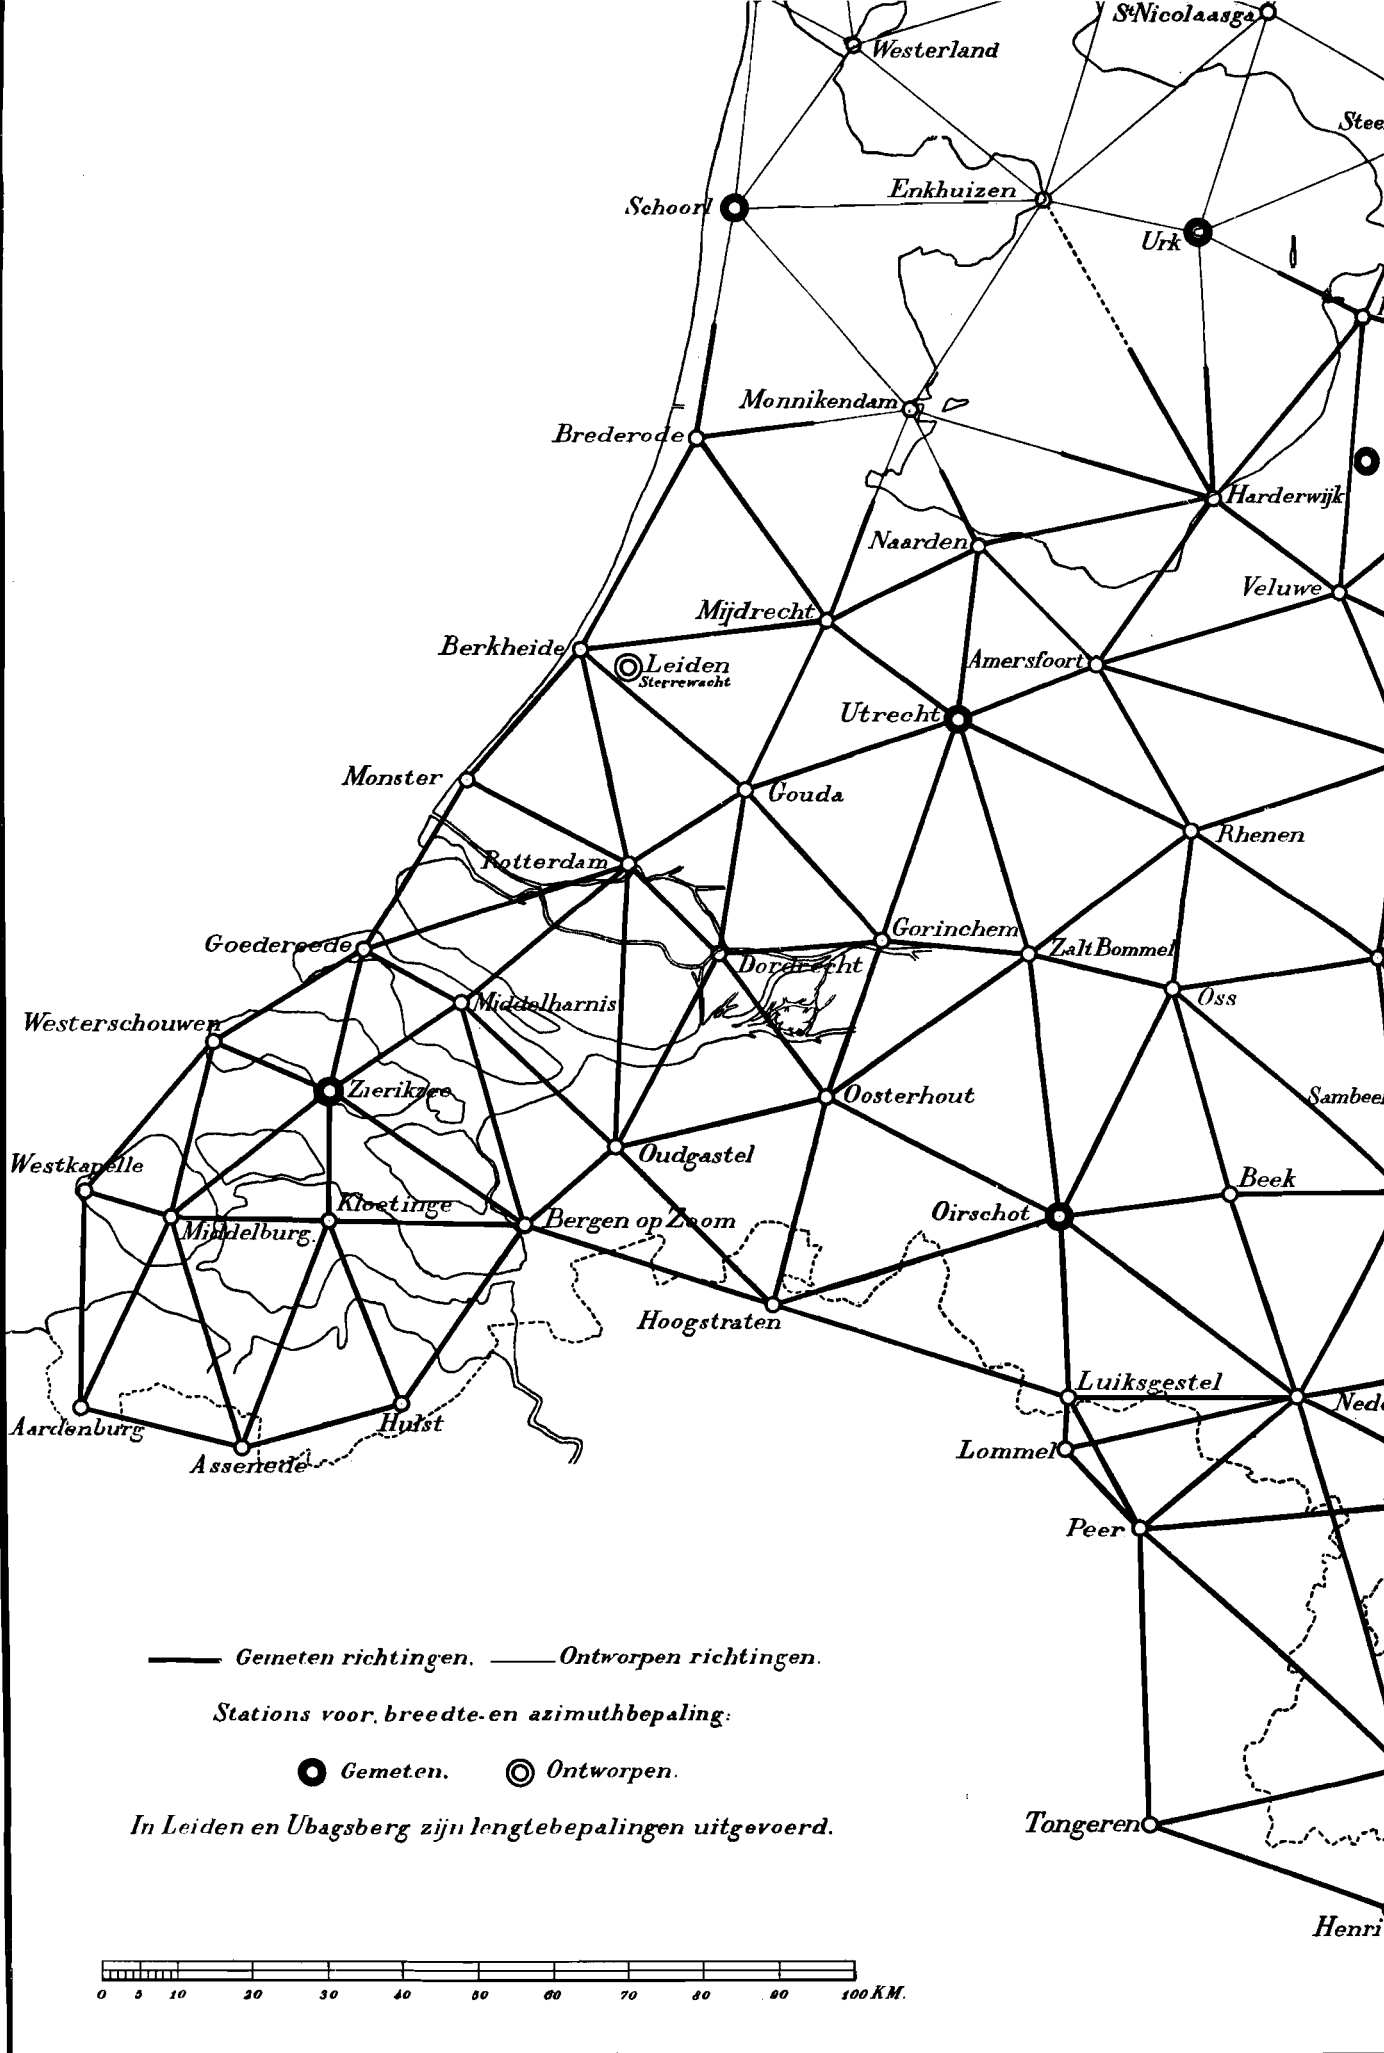 St Nicolaasga
Westerland
Stee
Enkhuizen
Schoorl
Urk
Monnikendam
Brederode
Harderwijk
Naarden
Veluwe
Mijdrecht
Berkheide
Leiden
Sterrewacht
Amersfoort
Utrecht
Monster
Gouda
Rhenen
Rotterdam
Gorinchem
Goedereede
Zalt Bommel
Dordrecht
Oss
Middelharnis
Westerschouwen
Zierikzee
Oosterhout
Sambee
Oudgastel
Westkapelle
Beek
Kloetinge
Oirschot
Middelburg.
Bergen op Zoom
Hoogstraten
Luiksgestel
Nede
Aardenburg
Hulst
Lommel
Assenede
Peer
Gemeten richtingen. Ontworpen richtingen.
Stations voor breedte- en azimuthbepaling:
Gemeten. Ontworpen.
In Leiden en Ubagsberg zijn lengtebepalingen uitgevoerd.
Tongeren
Henri
0 5 10 20 30 40 50 60 70 80 90 100 KM.